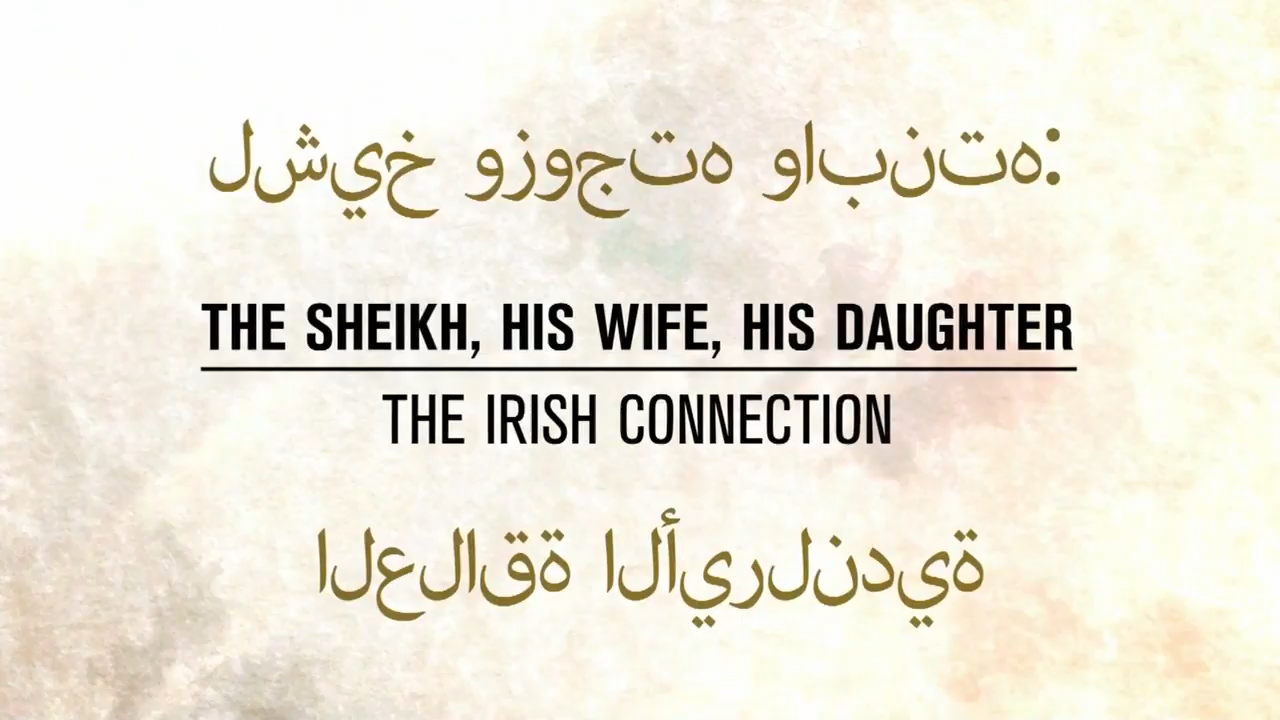 لشيخ وزوجته وابنته:
THE SHEIKH, HIS WIFE, HIS DAUGHTER
THE IRISH CONNECTION
العلاقة الأيرلندية